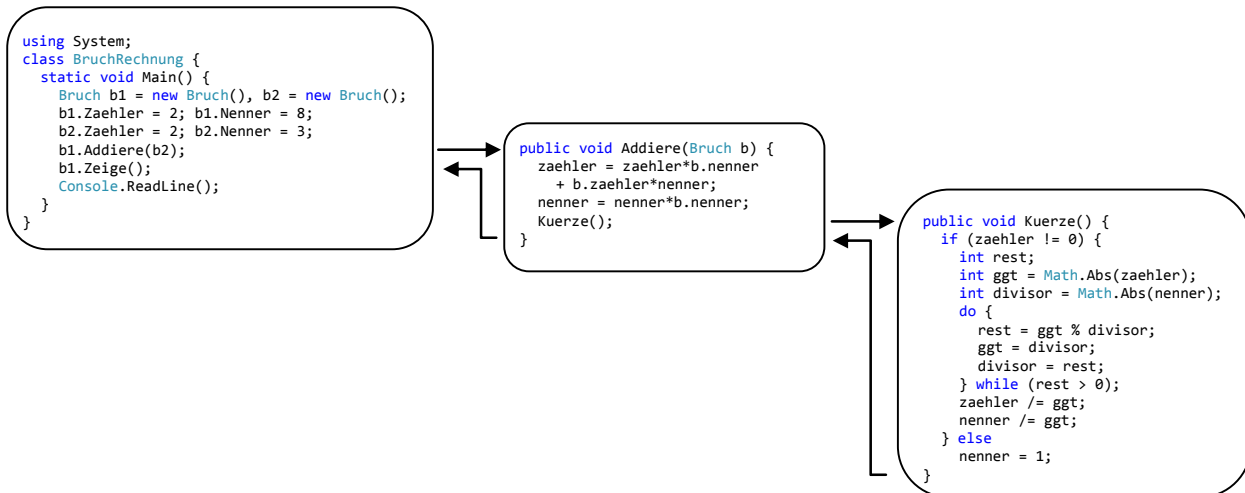 using System;
class BruchRechnung {
  static void Main() {
    Bruch b1 = new Bruch(), b2 = new Bruch();
    b1.Zaehler = 2; b1.Nenner = 8;
    b2.Zaehler = 2; b2.Nenner = 3;
    b1.Addiere(b2);
    b1.Zeige();
    Console.ReadLine();
  }
}
public void Addiere(Bruch b) {
  zaehler = zaehler*b.nenner
    + b.zaehler*nenner;
  nenner = nenner*b.nenner;
  Kuerze();
}
public void Kuerze() {
  if (zaehler != 0) {
    int rest;
    int ggt = Math.Abs(zaehler);
    int divisor = Math.Abs(nenner);
    do {
      rest = ggt % divisor;
      ggt = divisor;
      divisor = rest;
    } while (rest > 0);
    zaehler /= ggt;
    nenner /= ggt;
  } else
    nenner = 1;
}